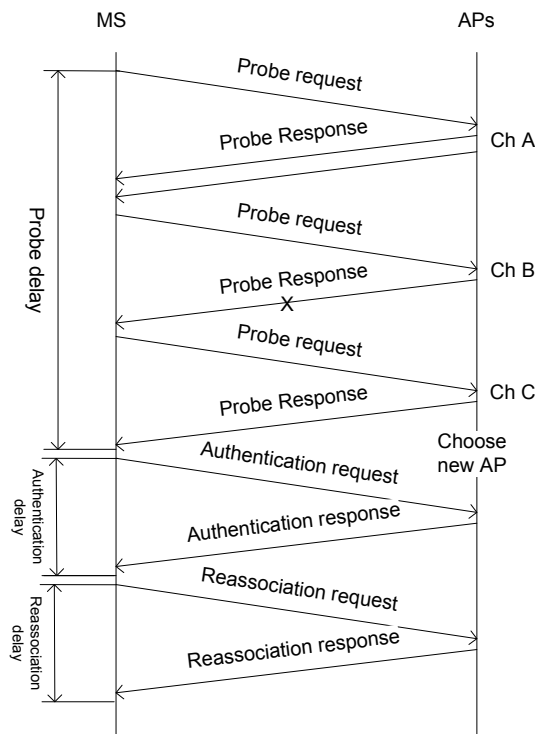 MS
APs
Probe request
Probe Response
Ch A
Probe request
Ch B
Probe Response
X
Probe request
Ch C
Probe Response
Choose
new AP
Authentication request
Authentication response
Reassociation request
Reassociation response
Probe delay
Authentication
delay
Reassociation
delay